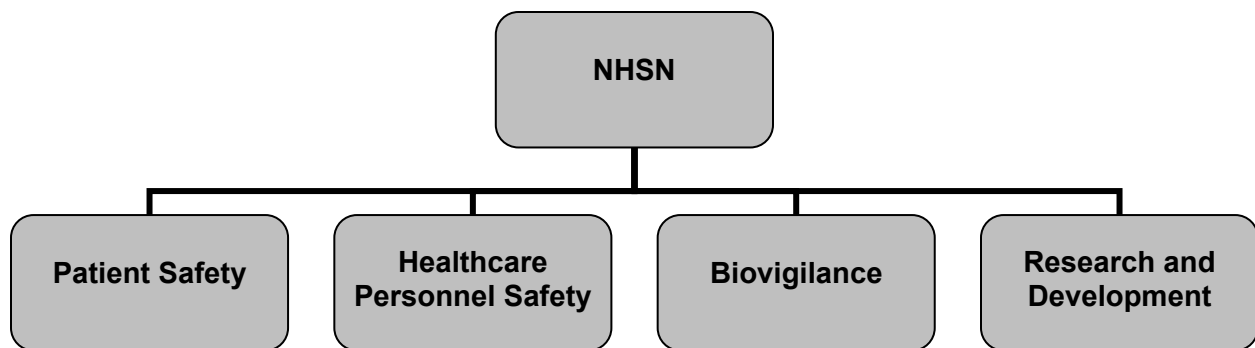 NHSN
Patient Safety
Healthcare
Personnel Safety
Biovigilance
Research and
Development